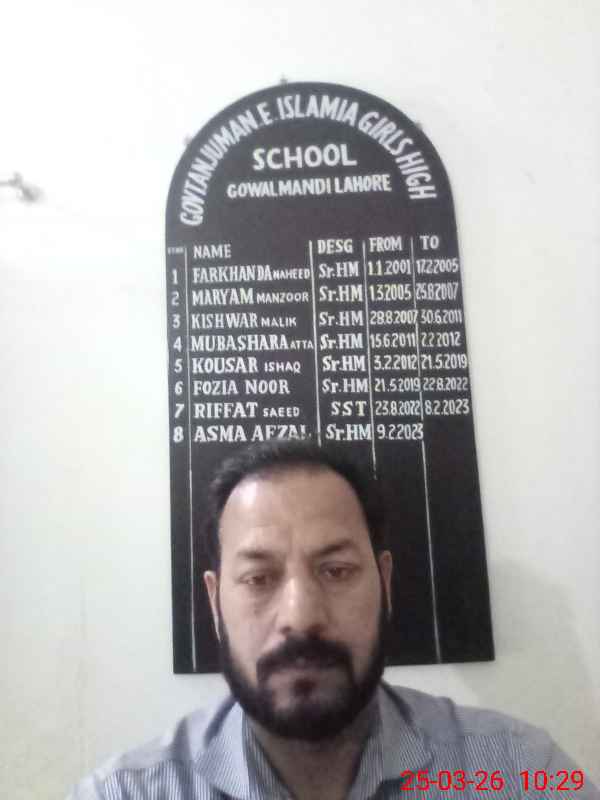 GOVT ANJUMAN E. ISLAMIA GIRLS HIGH
SCHOOL
GOWALMANDI LAHORE
NAME DESG FROM TO
1 FARKHANDA NAHEED Sr.HM 1.1.2001 17.2.2005
2 MARYAM MANZOOR Sr.HM 1.3.2005 25.8.2007
3 KISHWAR MALIK Sr.HM 28.8.2007 30.6.2011
4 MUBASHARA ATTA Sr.HM 15.6.2011 2.2.2012
5 KOUSAR ISHAQ Sr.HM 3.2.2012 21.5.2019
6 FOZIA NOOR Sr.HM 21.5.2019 22.8.2022
7 RIFFAT SAEED SST 23.8.2022 8.2.2023
8 ASMA AFZAL Sr.HM 9.2.2023
25-03-26 10:29